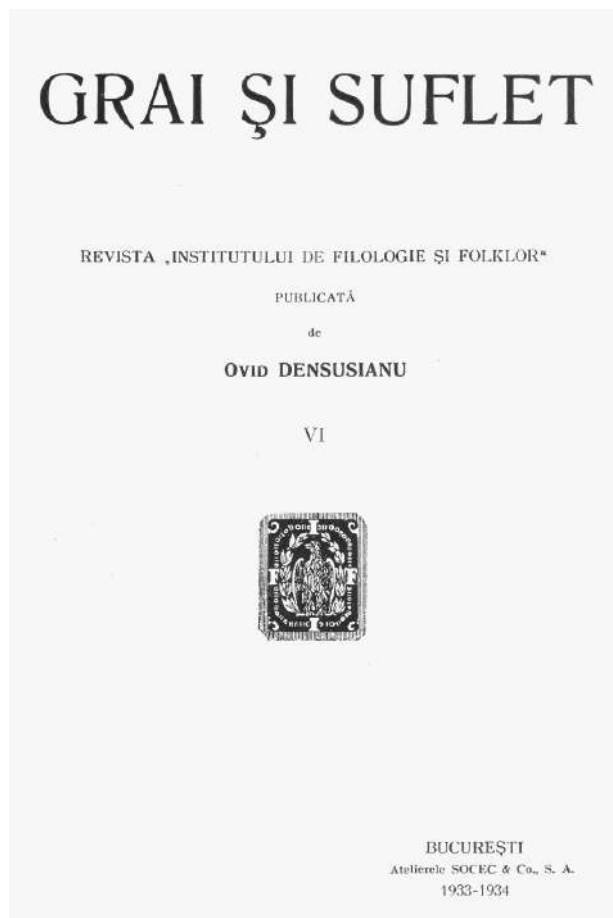 GRAI ŞI SUFLET
REVISTA „INSTITUTULUI DE FILOLOGIE ŞI FOLKLOR“
PUBLICATĂ
de
OVID DENSUSIANU
VI
I
F F
I
BUCUREŞTI
Atelierele SOCEC & Co., S. A.
1933-1934